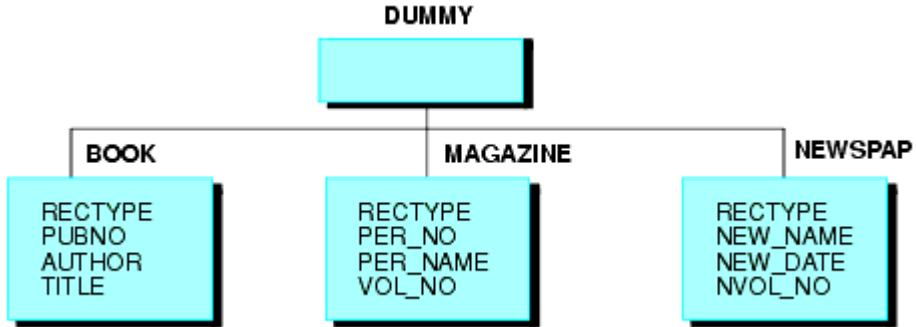 DUMMY
BOOK
MAGAZINE
NEWSPAP
RECTYPE
PUBNO
AUTHOR
TITLE
RECTYPE
PER_NO
PER_NAME
VOL_NO
RECTYPE
NEW_NAME
NEW_DATE
NVOL_NO